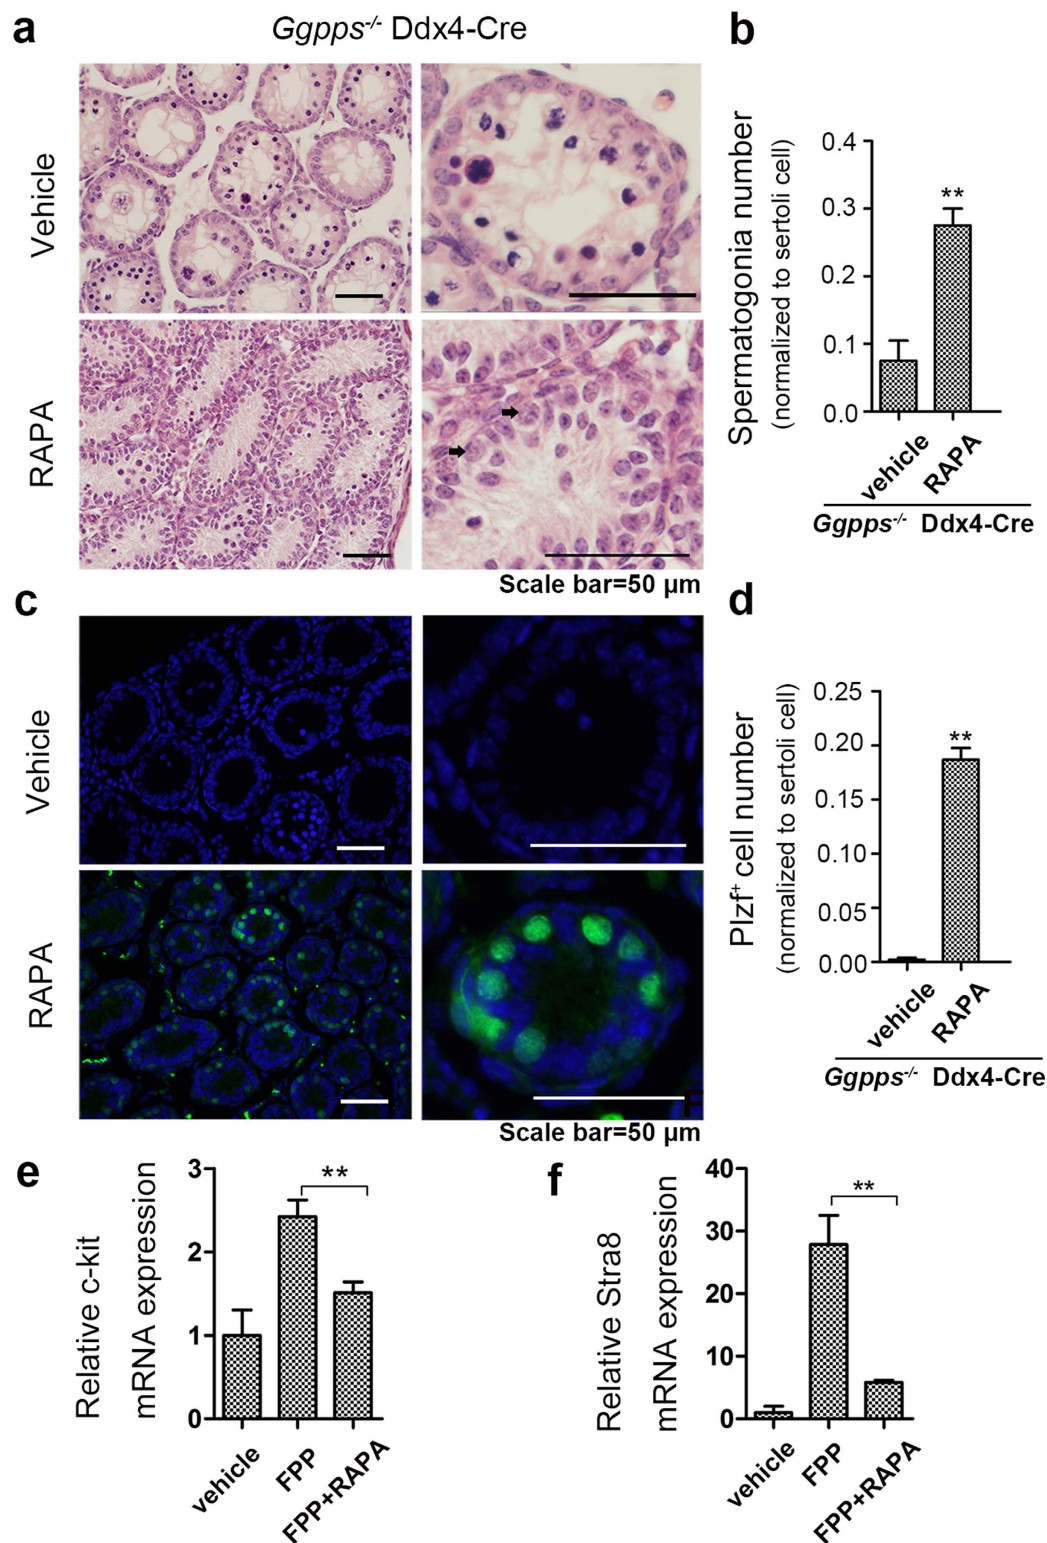 a
Ggpps-/- Ddx4-Cre
b
Vehicle
RAPA
Scale bar=50 µm
Spermatogonia number
(normalized to sertoli cell)
0.4
0.3
0.2
0.1
0.0
**
vehicle
RAPA
Ggpps-/- Ddx4-Cre
c
Vehicle
RAPA
F
Scale bar=50 µm
d
Plzf+ cell number
(normalized to sertoli cell)
0.25
0.20
0.15
0.10
0.05
0.00
**
vehicle
RAPA
Ggpps-/- Ddx4-Cre
e
Relative c-kit
mRNA expression
3
2
1
0
**
vehicle
FPP
FPP+RAPA
f
Relative Stra8
mRNA expression
40
30
20
10
0
**
vehicle
FPP
FPP+RAPA